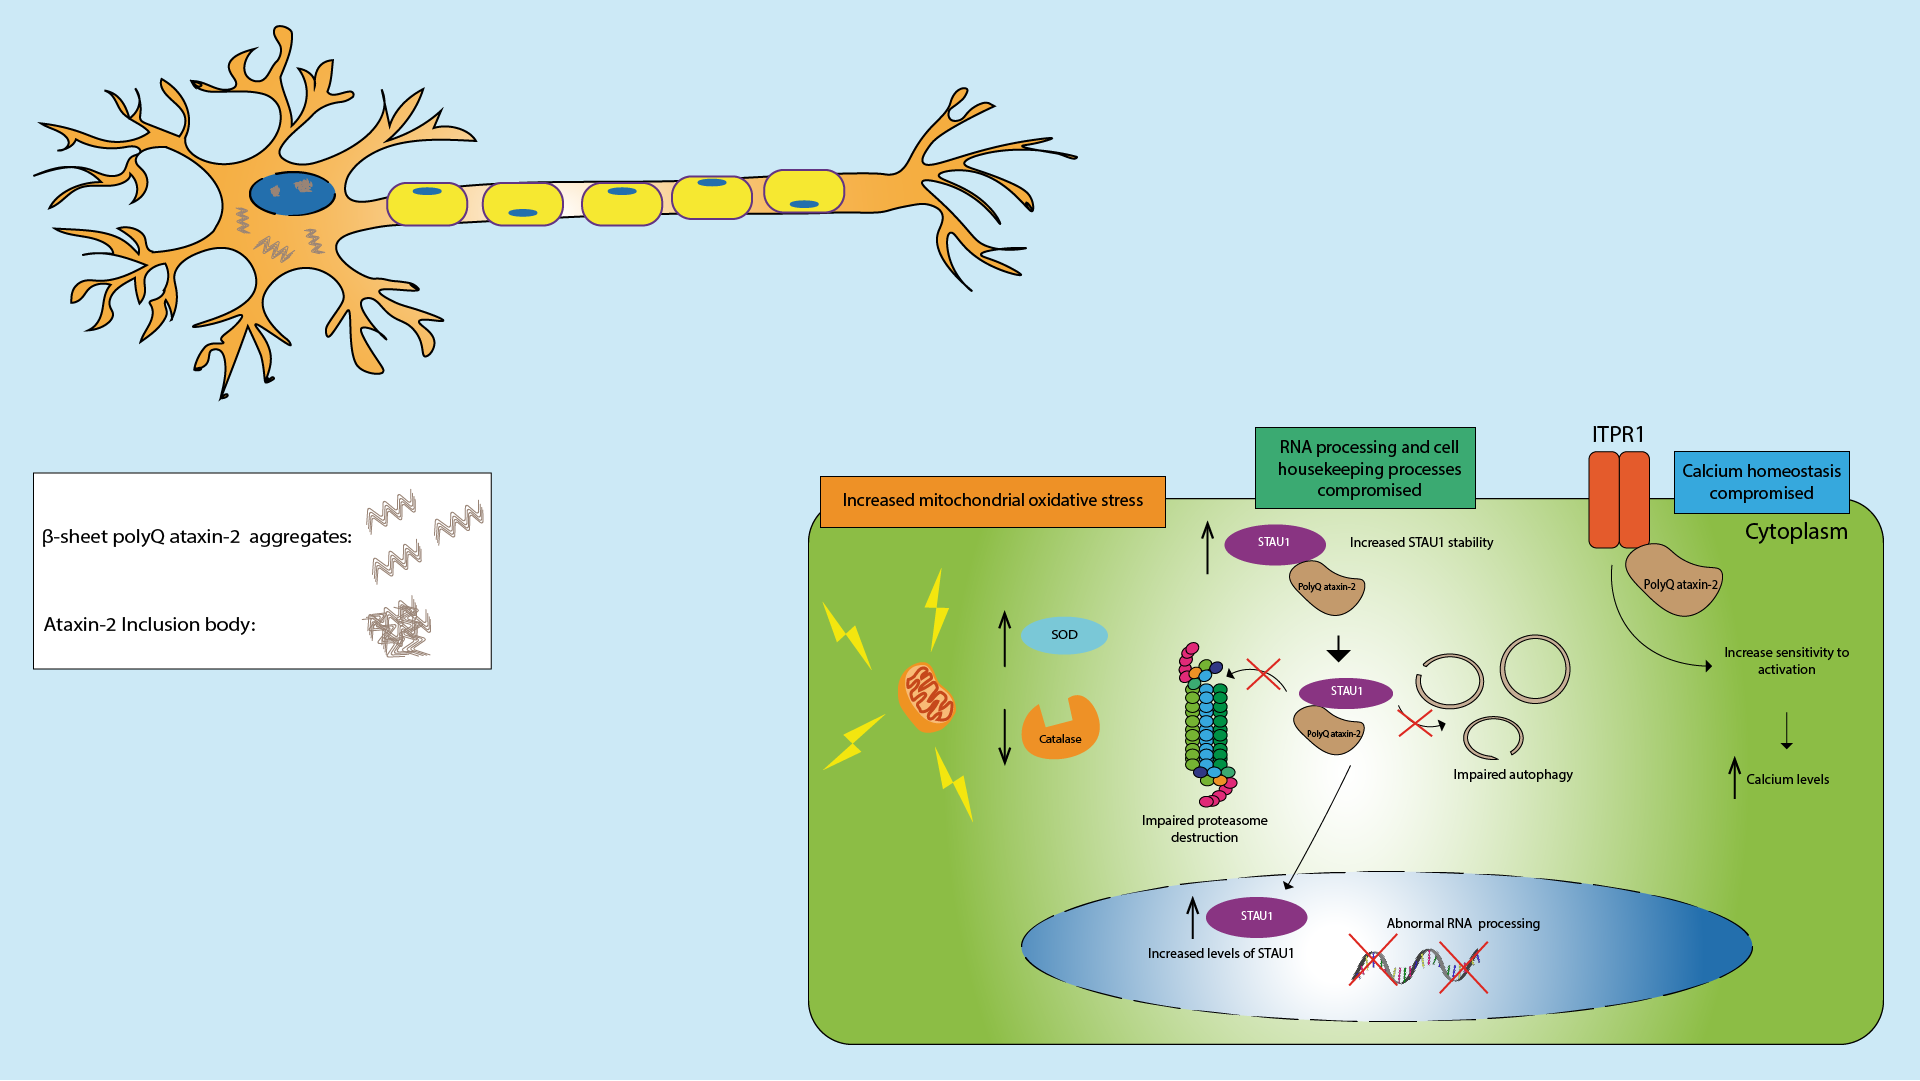 β-sheet polyQ ataxin-2 aggregates:
Ataxin-2 Inclusion body:
Increased mitochondrial oxidative stress
RNA processing and cell
housekeeping processes
compromised
ITPR1
Calcium homeostasis
compromised
Cytoplasm
STAU1
Increased STAU1 stability
PolyQ ataxin-2
PolyQ ataxin-2
SOD
Catalase
STAU1
PolyQ ataxin-2
Increase sensitivity to
activation
Calcium levels
Impaired autophagy
Impaired proteasome
destruction
STAU1
Increased levels of STAU1
Abnormal RNA processing